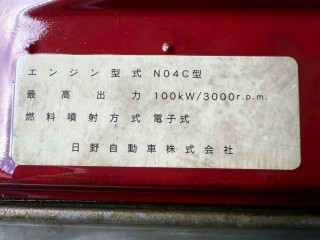 エンジン型式 N04C型
最高出力 100kW/3000r.p.m.
燃料噴射方式 電子式
日野自動車株式会社